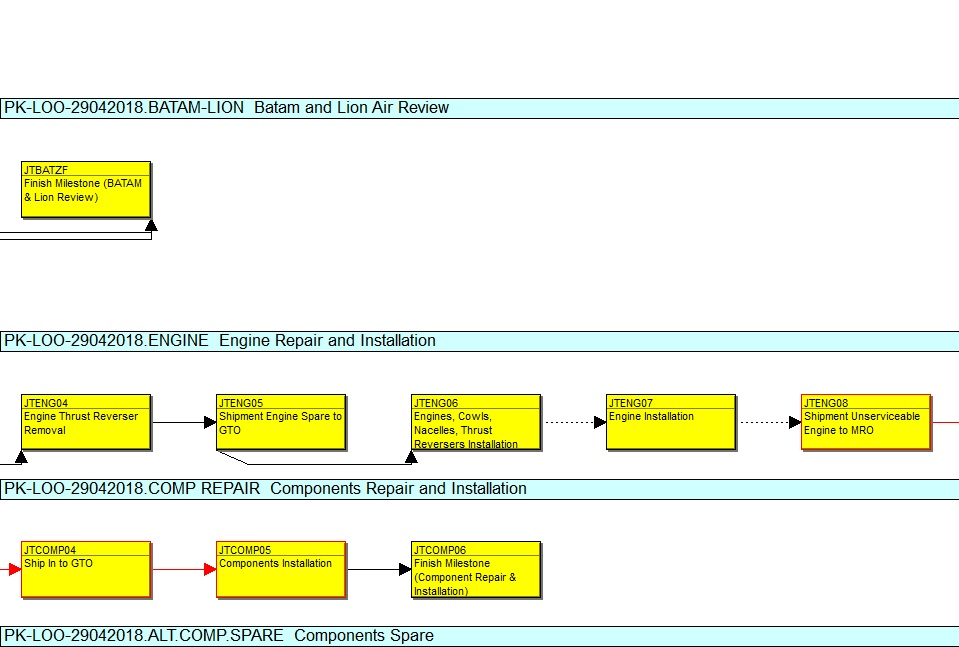 PK-LOO-29042018.BATAM-LION  Batam and Lion Air Review
JTBATZF
Finish Milestone (BATAM
& Lion Review)
PK-LOO-29042018.ENGINE  Engine Repair and Installation
JTENG04
Engine Thrust Reverser
Removal
JTENG05
Shipment Engine Spare to
GTO
JTENG06
Engines, Cowls,
Nacelles, Thrust
Reversers Installation
JTENG07
Engine Installation
JTENG08
Shipment Unserviceable
Engine to MRO
PK-LOO-29042018.COMP REPAIR  Components Repair and Installation
JTCOMP04
Ship In to GTO
JTCOMP05
Components Installation
JTCOMP06
Finish Milestone
(Component Repair &
Installation)
PK-LOO-29042018.ALT.COMP.SPARE  Components Spare